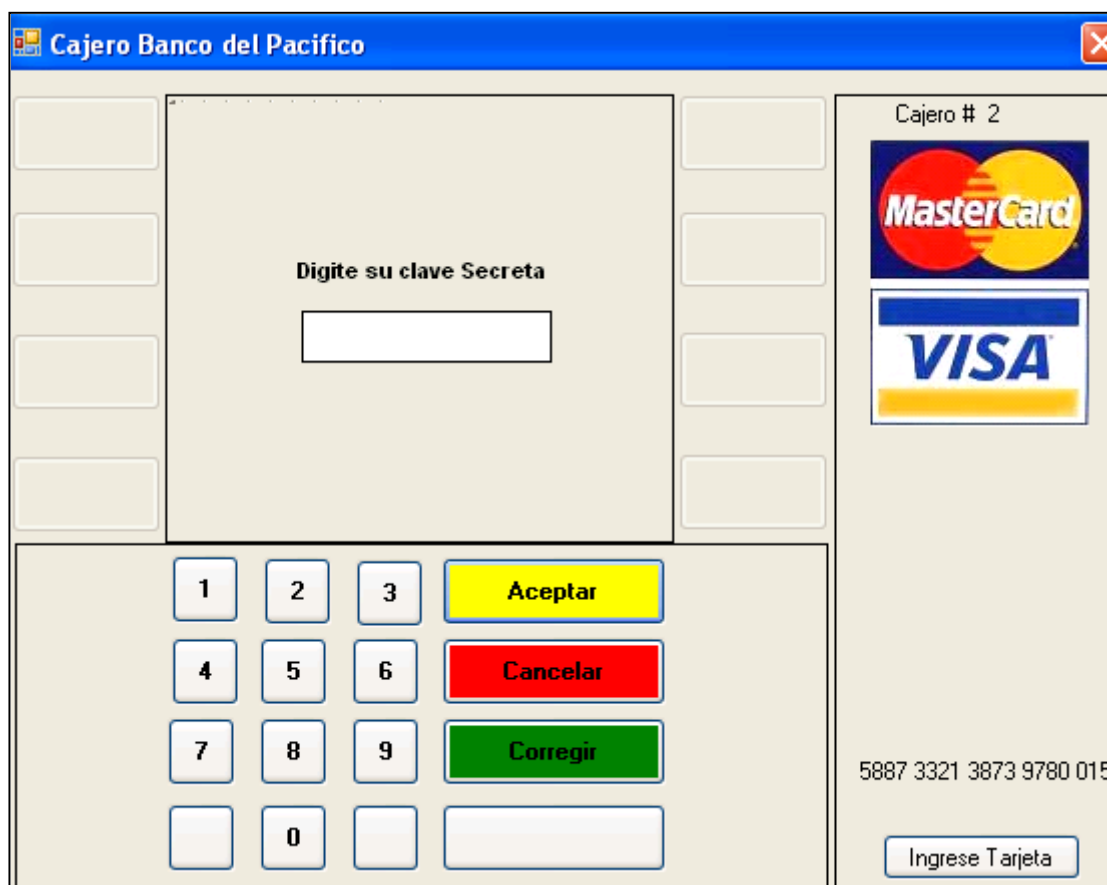 Cajero Banco del Pacifico
Cajero # 2
MasterCard
VISA
Digite su clave Secreta
1 2 3 Aceptar
4 5 6 Cancelar
7 8 9 Corregir
0
5887 3321 3873 9780 015
Ingrese Tarjeta